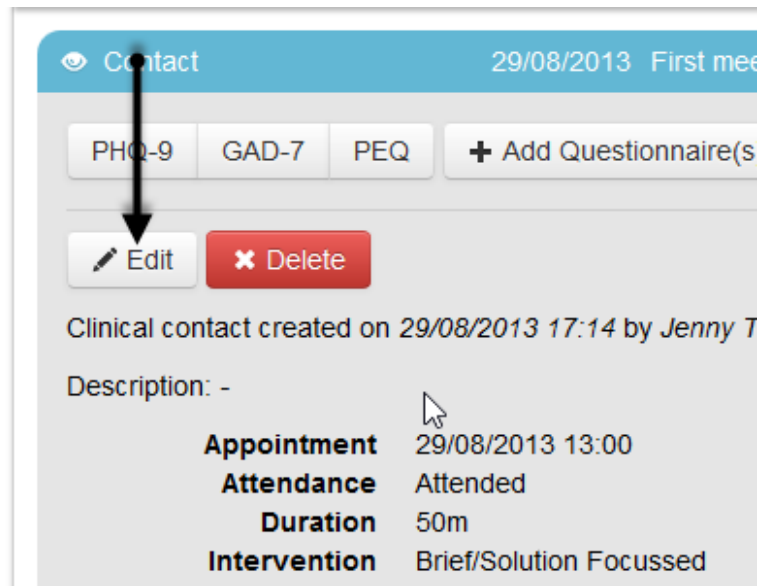 Contact 29/08/2013 First mee
PHQ-9 GAD-7 PEQ + Add Questionnaire(s
Edit Delete
Clinical contact created on 29/08/2013 17:14 by Jenny T
Description: -
Appointment 29/08/2013 13:00
Attendance Attended
Duration 50m
Intervention Brief/Solution Focussed